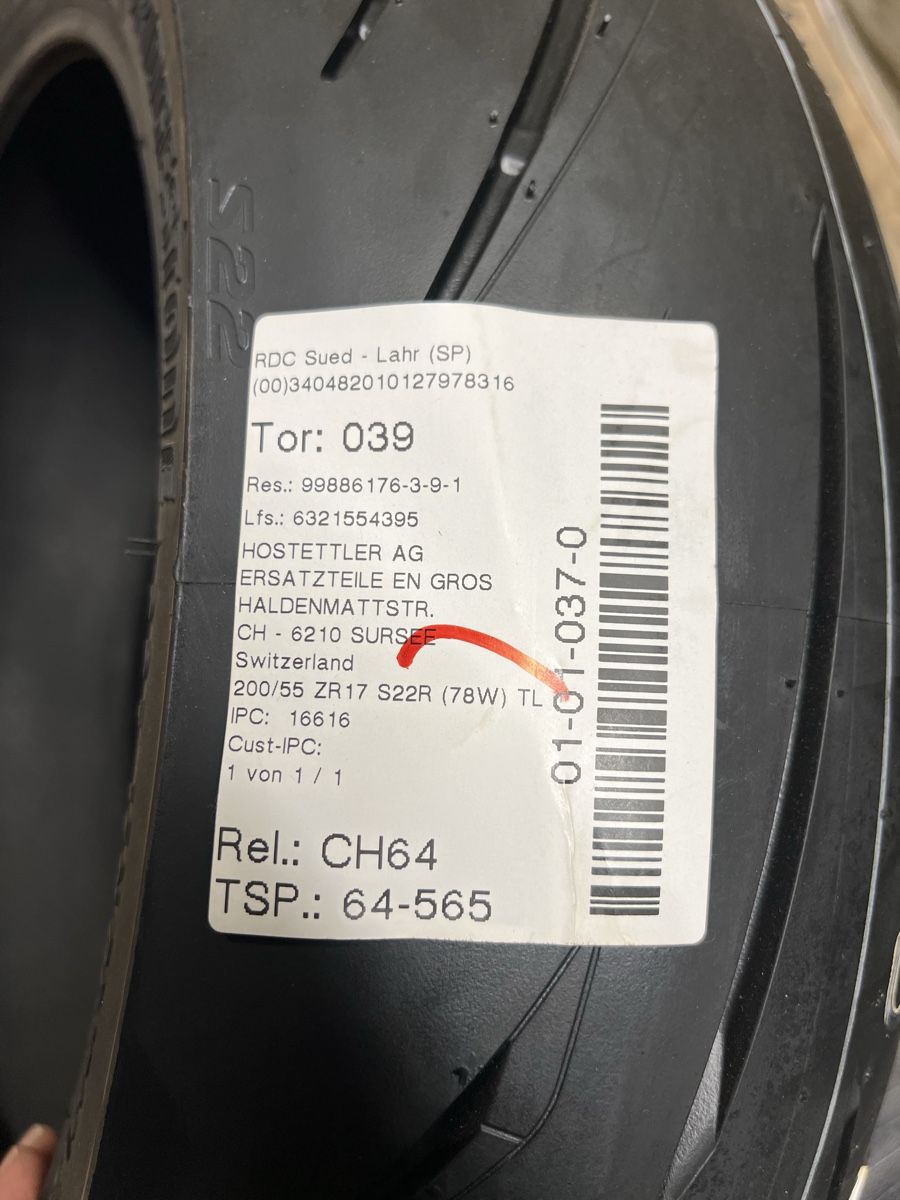 S22
RDC Sued - Lahr (SP)
(00)340482010127978316
Tor: 039
Res.: 99886176-3-9-1
Lfs.: 6321554395
HOSTETTLER AG
ERSATZTEILE EN GROS
HALDENMATTSTR.
CH - 6210 SURSEE
Switzerland
200/55 ZR17 S22R (78W) TL
IPC: 16616
Cust-IPC:
1 von 1 / 1
Rel.: CH64
TSP.: 64-565
01-01-037-0